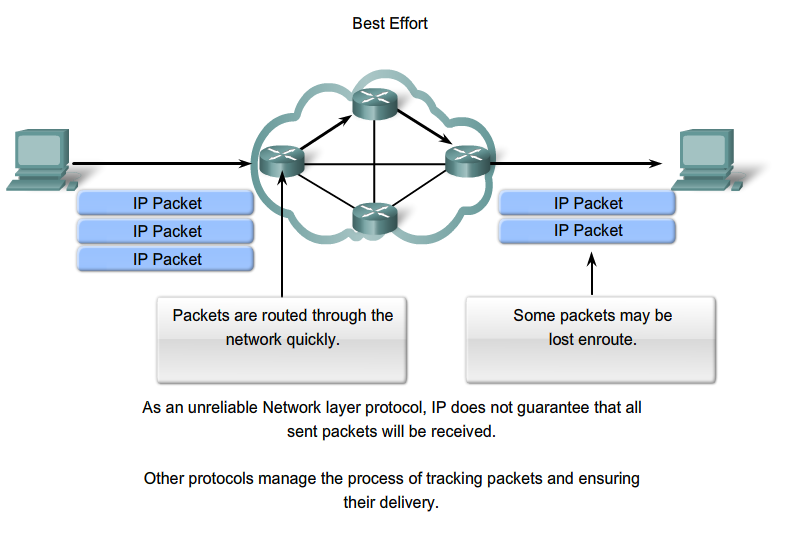 Best Effort
IP Packet
IP Packet
IP Packet
IP Packet
IP Packet
Packets are routed through the
network quickly.
Some packets may be
lost enroute.
As an unreliable Network layer protocol, IP does not guarantee that all
sent packets will be received.
Other protocols manage the process of tracking packets and ensuring
their delivery.